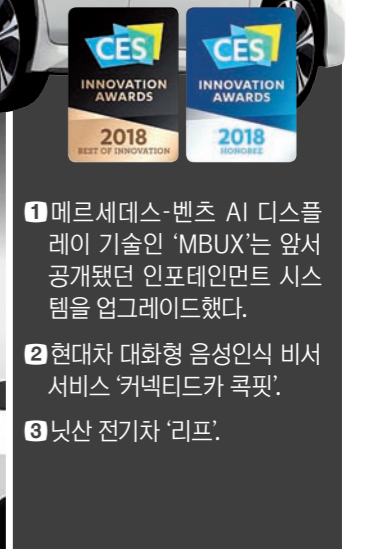 CES
INNOVATION
AWARDS
2018
BEST OF INNOVATION
CES
INNOVATION
AWARDS
2018
HONOREE
❶메르세데스-벤츠 AI 디스플
레이 기술인 ‘MBUX’는 앞서
공개됐던 인포테인먼트 시스
템을 업그레이드했다.
❷현대차 대화형 음성인식 비서
서비스 ‘커넥티드카 콕핏’.
❸닛산 전기차 ‘리프’.